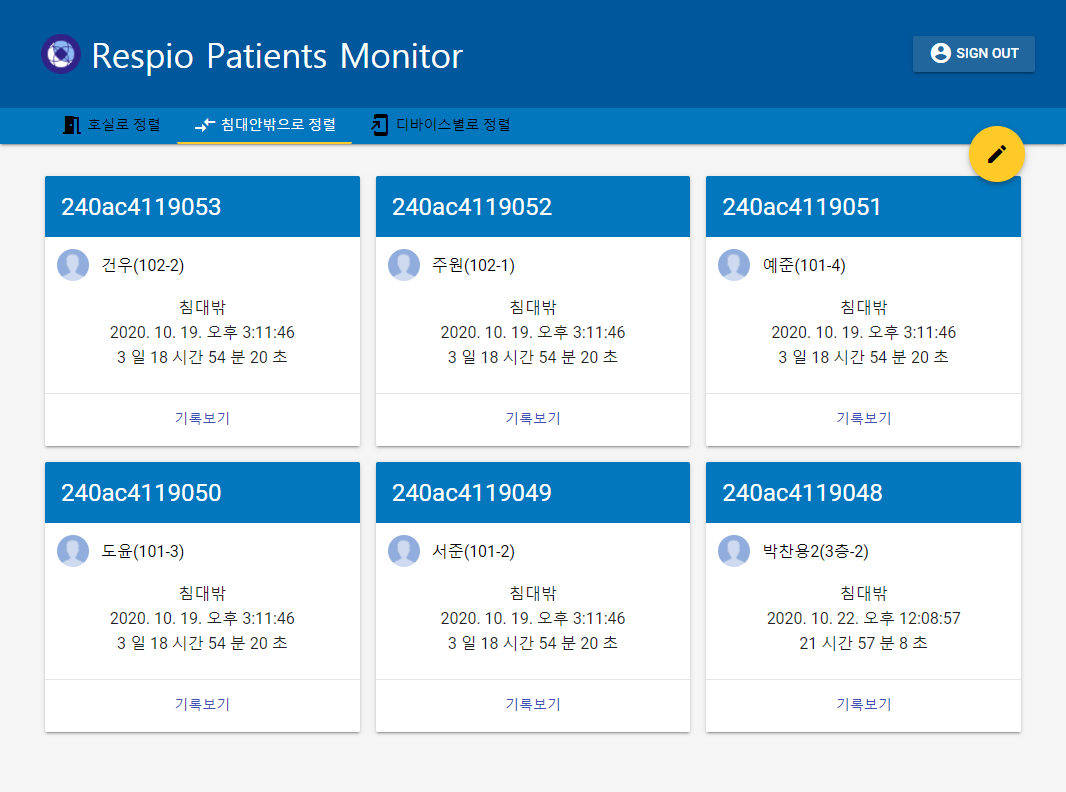 Respio Patients Monitor
SIGN OUT
호실로 정렬
침대안밖으로 정렬
디바이스별로 정렬
240ac4119053
건우(102-2)
침대밖
2020. 10. 19. 오후 3:11:46
3 일 18 시간 54 분 20 초
기록보기
240ac4119052
주원(102-1)
침대밖
2020. 10. 19. 오후 3:11:46
3 일 18 시간 54 분 20 초
기록보기
240ac4119051
예준(101-4)
침대밖
2020. 10. 19. 오후 3:11:46
3 일 18 시간 54 분 20 초
기록보기
240ac4119050
도윤(101-3)
침대밖
2020. 10. 19. 오후 3:11:46
3 일 18 시간 54 분 20 초
기록보기
240ac4119049
서준(101-2)
침대밖
2020. 10. 19. 오후 3:11:46
3 일 18 시간 54 분 20 초
기록보기
240ac4119048
박찬용2(3층-2)
침대밖
2020. 10. 22. 오후 12:08:57
21 시간 57 분 8 초
기록보기